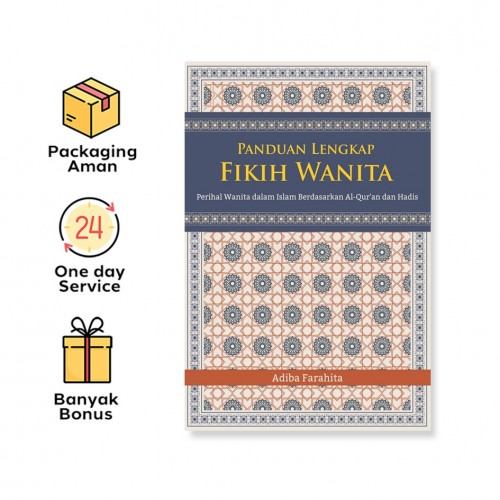 Packaging
Aman
24
One day
Service
Banyak
Bonus
PANDUAN LENGKAP
FIKIH WANITA
Perihal Wanita dalam Islam Berdasarkan Al-Qur'an dan Hadis
Adiba Farahita